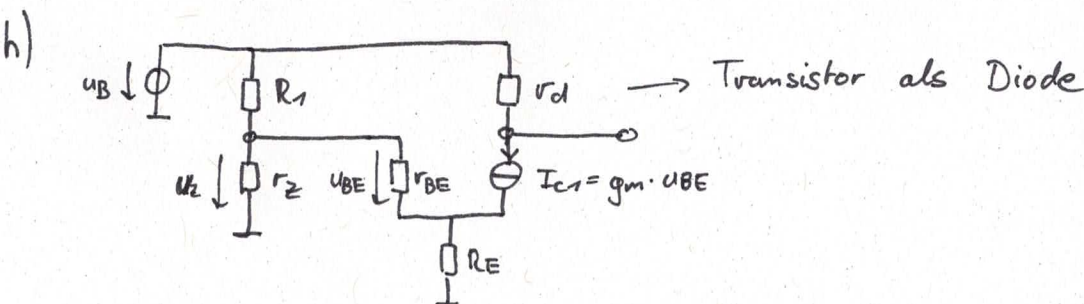 h)
uB R1 rd → Transistor als Diode
uz rz uBE rBE Ic1 = gm · uBE
RE